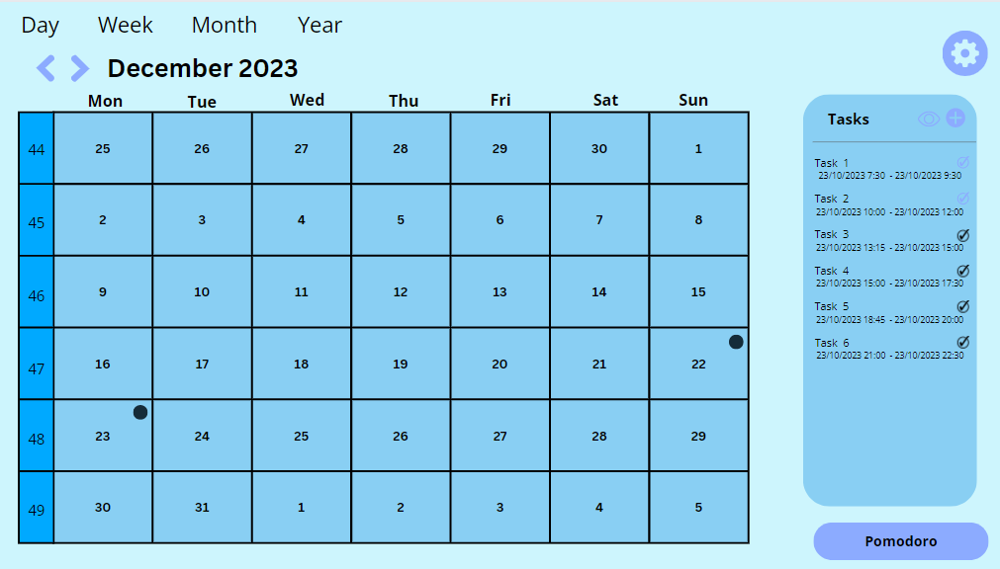 Day Week Month Year
December 2023
Mon Tue Wed Thu Fri Sat Sun
44 25 26 27 28 29 30 1
45 2 3 4 5 6 7 8
46 9 10 11 12 13 14 15
47 16 17 18 19 20 21 22
48 23 24 25 26 27 28 29
49 30 31 1 2 3 4 5
Tasks
Task 1
23/10/2023 7:30 - 23/10/2023 9:30
Task 2
23/10/2023 10:00 - 23/10/2023 12:00
Task 3
23/10/2023 13:15 - 23/10/2023 15:00
Task 4
23/10/2023 15:00 - 23/10/2023 17:30
Task 5
23/10/2023 18:45 - 23/10/2023 20:00
Task 6
23/10/2023 21:00 - 23/10/2023 22:30
Pomodoro